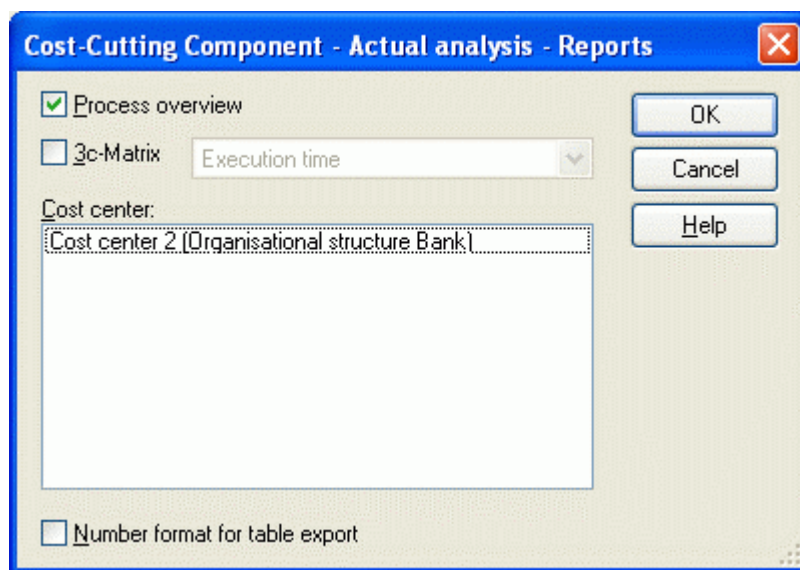 Cost-Cutting Component - Actual analysis - Reports
Process overview
OK
3c-Matrix
Execution time
Cancel
Cost center:
Help
Cost center 2 (Organisational structure Bank)
Number format for table export